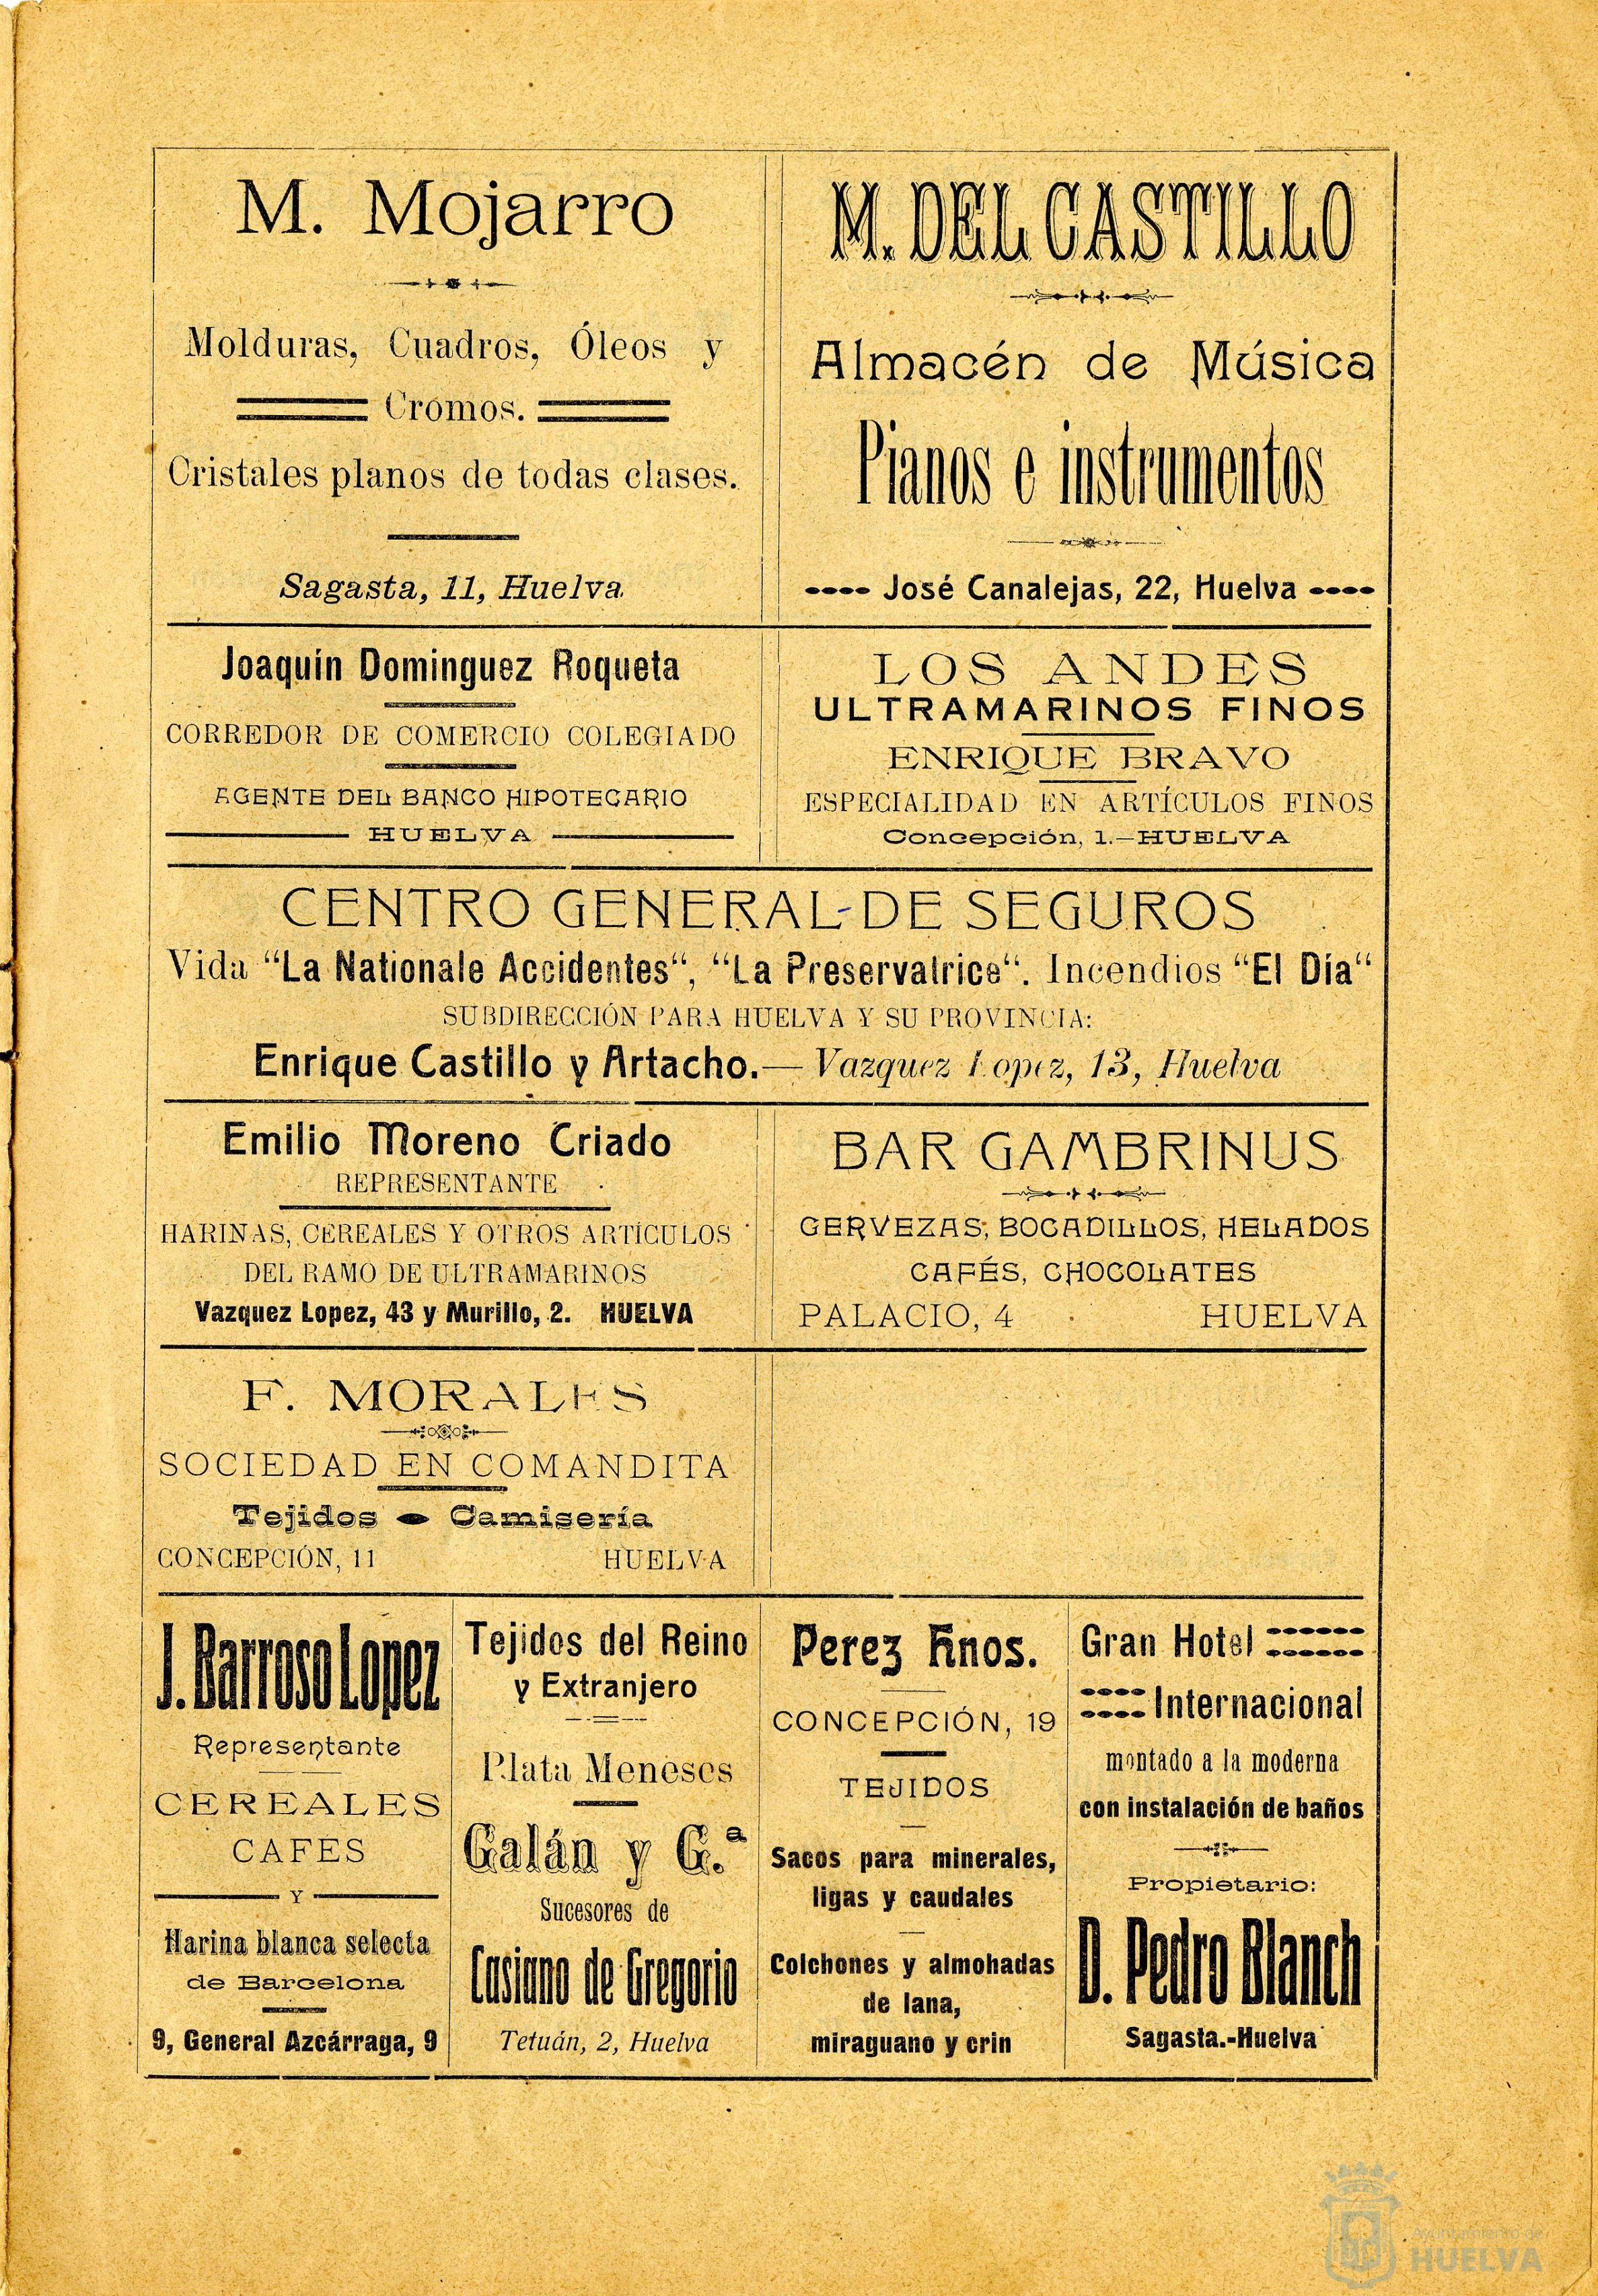 M. Mojarro
Molduras, Cuadros, Óleos y
Cromos.
Cristales planos de todas clases.
Sagasta, 11, Huelva.
M. DEL CASTILLO
Almacén de Música
Pianos e instrumentos
José Canalejas, 22, Huelva
Joaquin Dominguez Roqueta
CORREDOR DE COMERCIO COLEGIADO
AGENTE DEL BANCO HIPOTECARIO
HUELVA
LOS ANDES
ULTRAMARINOS FINOS
ENRIQUE BRAVO
ESPECIALIDAD EN ARTÍCULOS FINOS
Concepción, 1.—HUELVA
CENTRO GENERAL-DE SEGUROS
Vida “La Nationale Accidentes“, “La Preservatrice“. Incendios “El Día“
SUBDIRECCIÓN PARA HUELVA Y SU PROVINCIA:
Enrique Castillo y Artacho.— Vazquez Lopez, 13, Huelva
Emilio Moreno Criado
REPRESENTANTE
HARINAS, CEREALES Y OTROS ARTÍCULOS
DEL RAMO DE ULTRAMARINOS
Vazquez Lopez, 43 y Murillo, 2. HUELVA
BAR GAMBRINUS
CERVEZAS, BOCADILLOS, HELADOS
CAFÉS, CHOCOLATES
PALACIO, 4 HUELVA
F. MORALES
SOCIEDAD EN COMANDITA
Tejidos - Camisería
CONCEPCIÓN, 11 HUELVA
J. Barroso Lopez
Representante
CEREALES
CAFES
Y
Harina blanca selecta
de Barcelona
9, General Azcárraga, 9
Tejidos del Reino
y Extranjero
Plata Meneses
Galán y C.ª
Sucesores de
Casiano de Gregorio
Tetuán, 2, Huelva
Perez Hnos.
CONCEPCIÓN, 19
TEJIDOS
Sacos para minerales,
ligas y caudales
Colchones y almohadas
de lana,
miraguano y crin
Gran Hotel
Internacional
montado a la moderna
con instalación de baños
Propietario:
D. Pedro Blanch
Sagasta.-Huelva
Ayuntamiento de
HUELVA